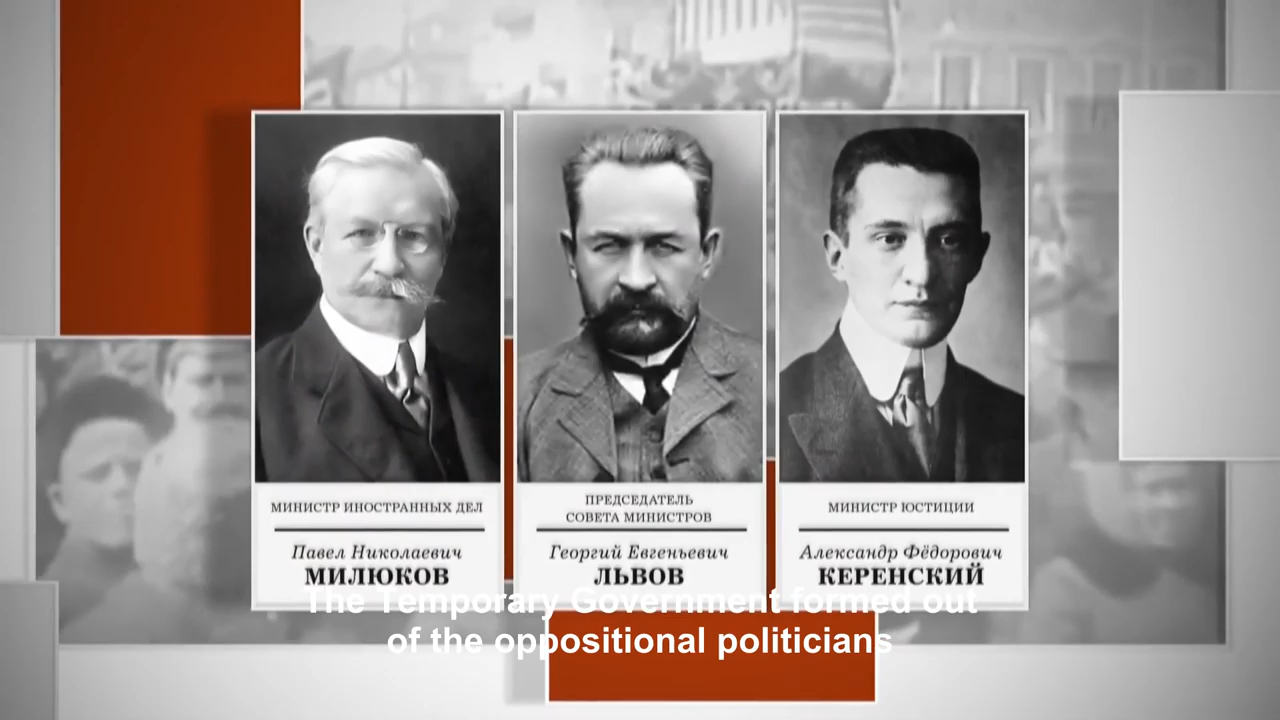 МИНИСТР ИНОСТРАННЫХ ДЕЛ
Павел Николаевич
МИЛЮКОВ
ПРЕДСЕДАТЕЛЬ
СОВЕТА МИНИСТРОВ
Георгий Евгеньевич
ЛЬВОВ
МИНИСТР ЮСТИЦИИ
Александр Фёдорович
КЕРЕНСКИЙ
The Temporary Government formed out
of the oppositional politicians